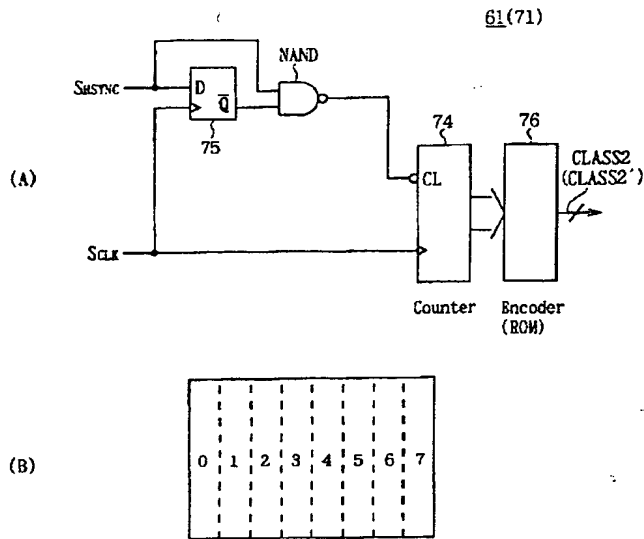 61(71)
NAND
SHSYNC
D
Q
75
74
76
(A)
CL
CLASS2
(CLASS2')
SCLK
Counter
Encoder
(ROM)
(B)
0 1 2 3 4 5 6 7